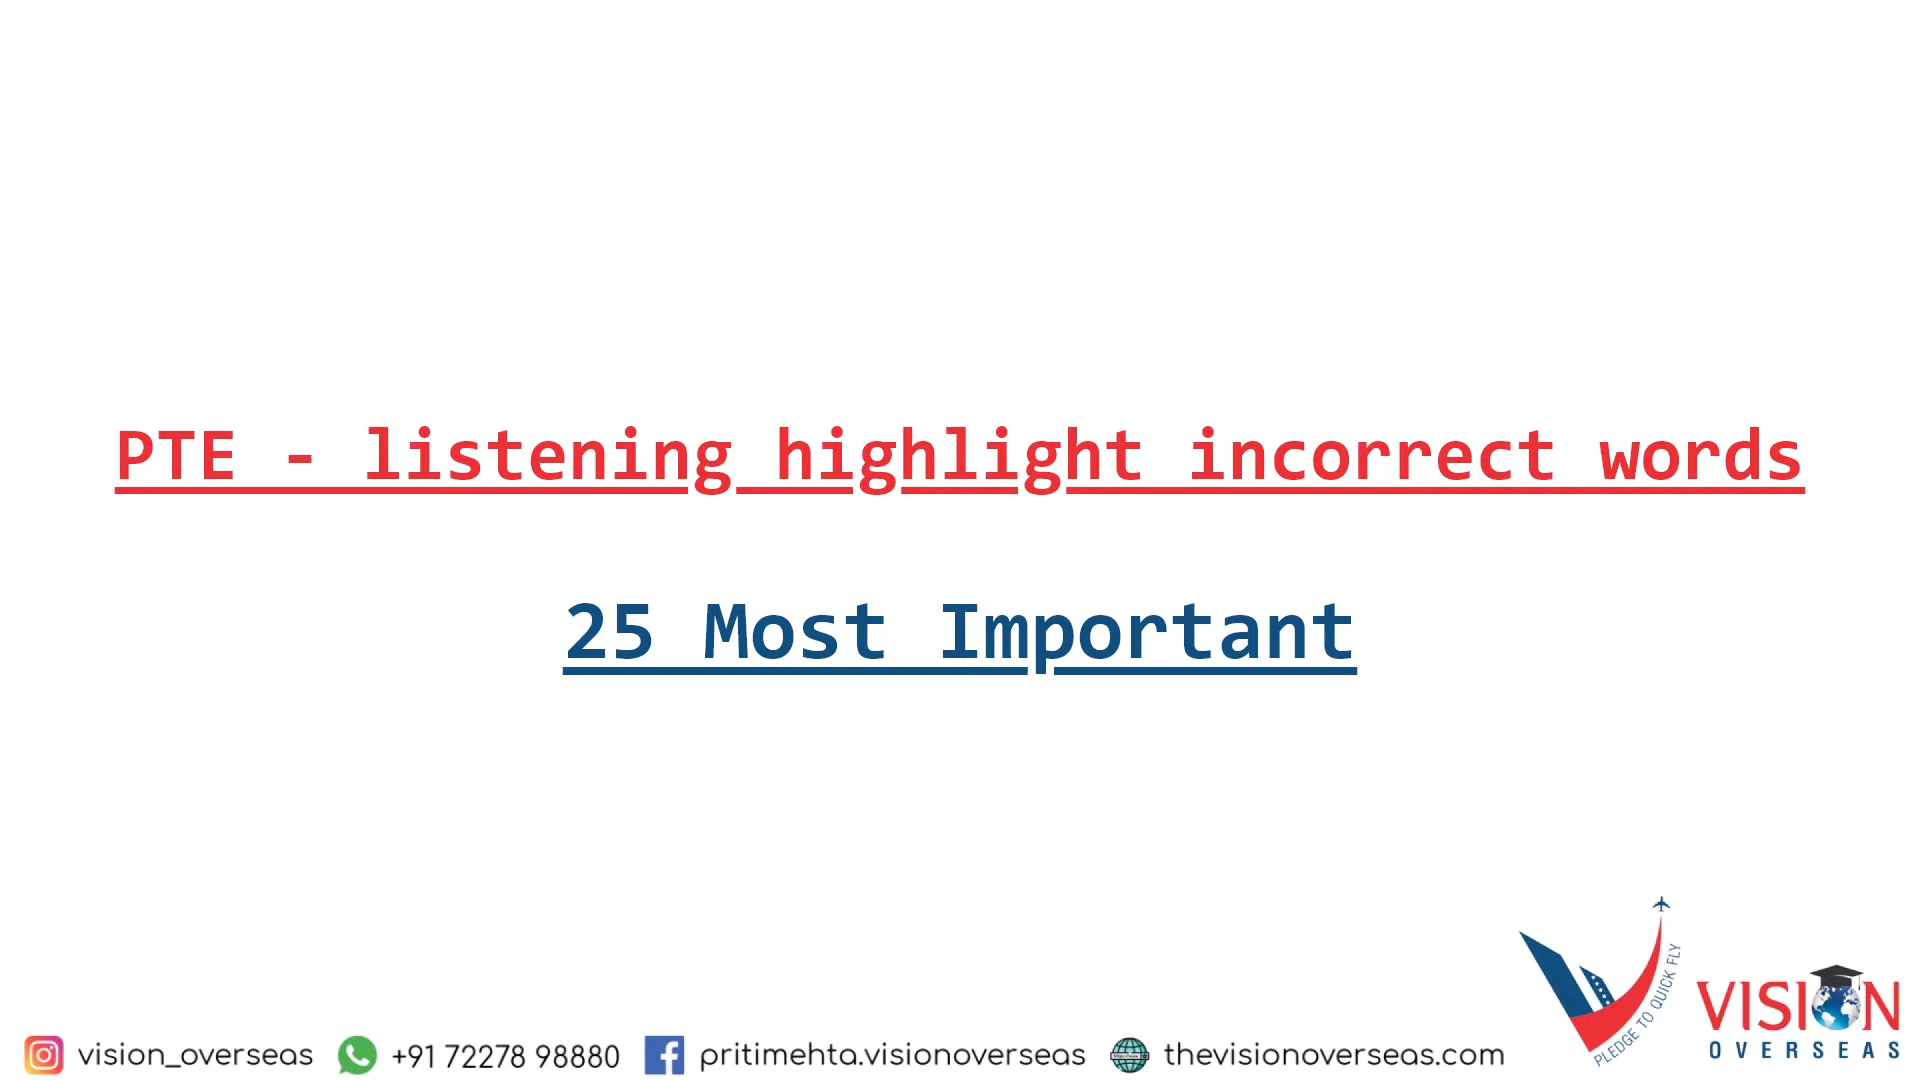 PTE - listening highlight incorrect words
25 Most Important
PLEDGE TO QUICK FLY
VISION
OVERSEAS
vision_overseas +91 72278 98880 pritimehta.visionoverseas thevisionoverseas.com